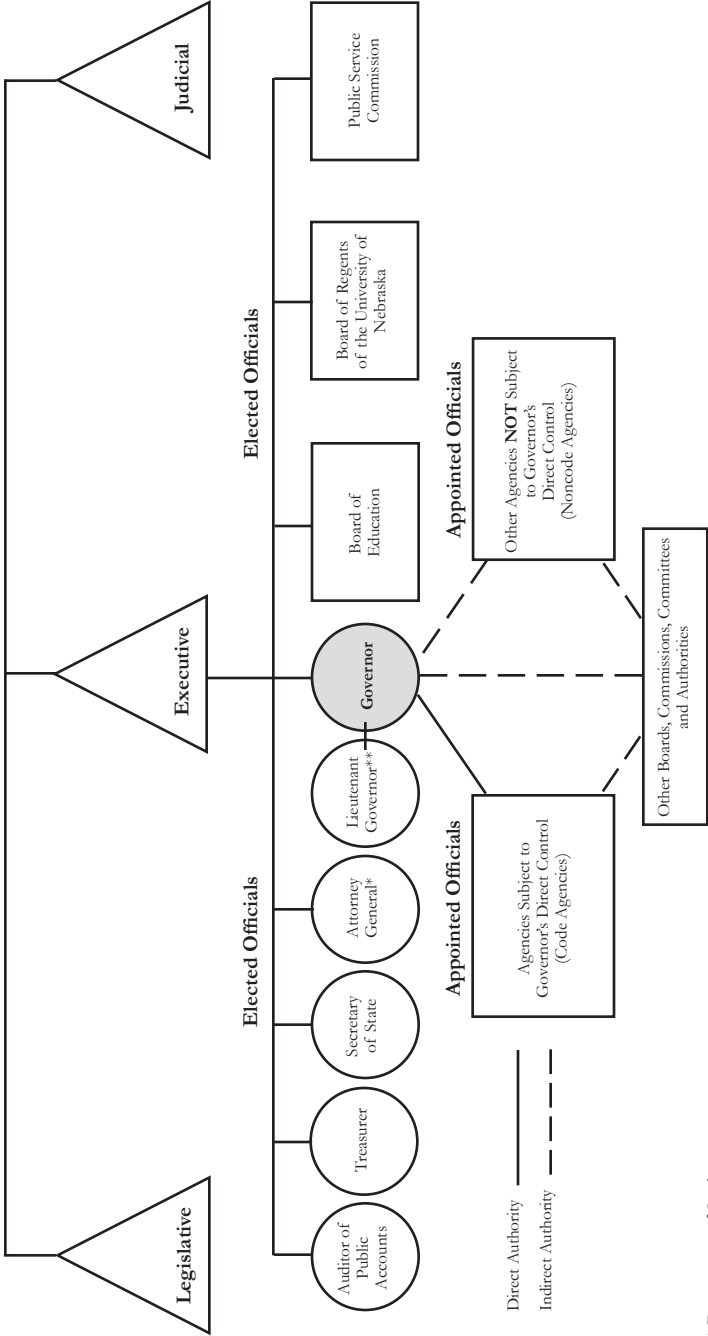 Legislative
Executive
Judicial
Elected Officials
Elected Officials
Auditor of
Public
Accounts
Treasurer
Secretary
of State
Attorney
General*
Lieutenant
Governor**
Governor
Board of
Education
Board of Regents
of the University of
Nebraska
Public Service
Commission
Appointed Officials
Appointed Officials
Agencies Subject to
Governor's Direct Control
(Code Agencies)
Other Agencies NOT Subject
to Governor's
Direct Control
(Noncode Agencies)
Other Boards, Commissions, Committees
and Authorities
Direct Authority
Indirect Authority